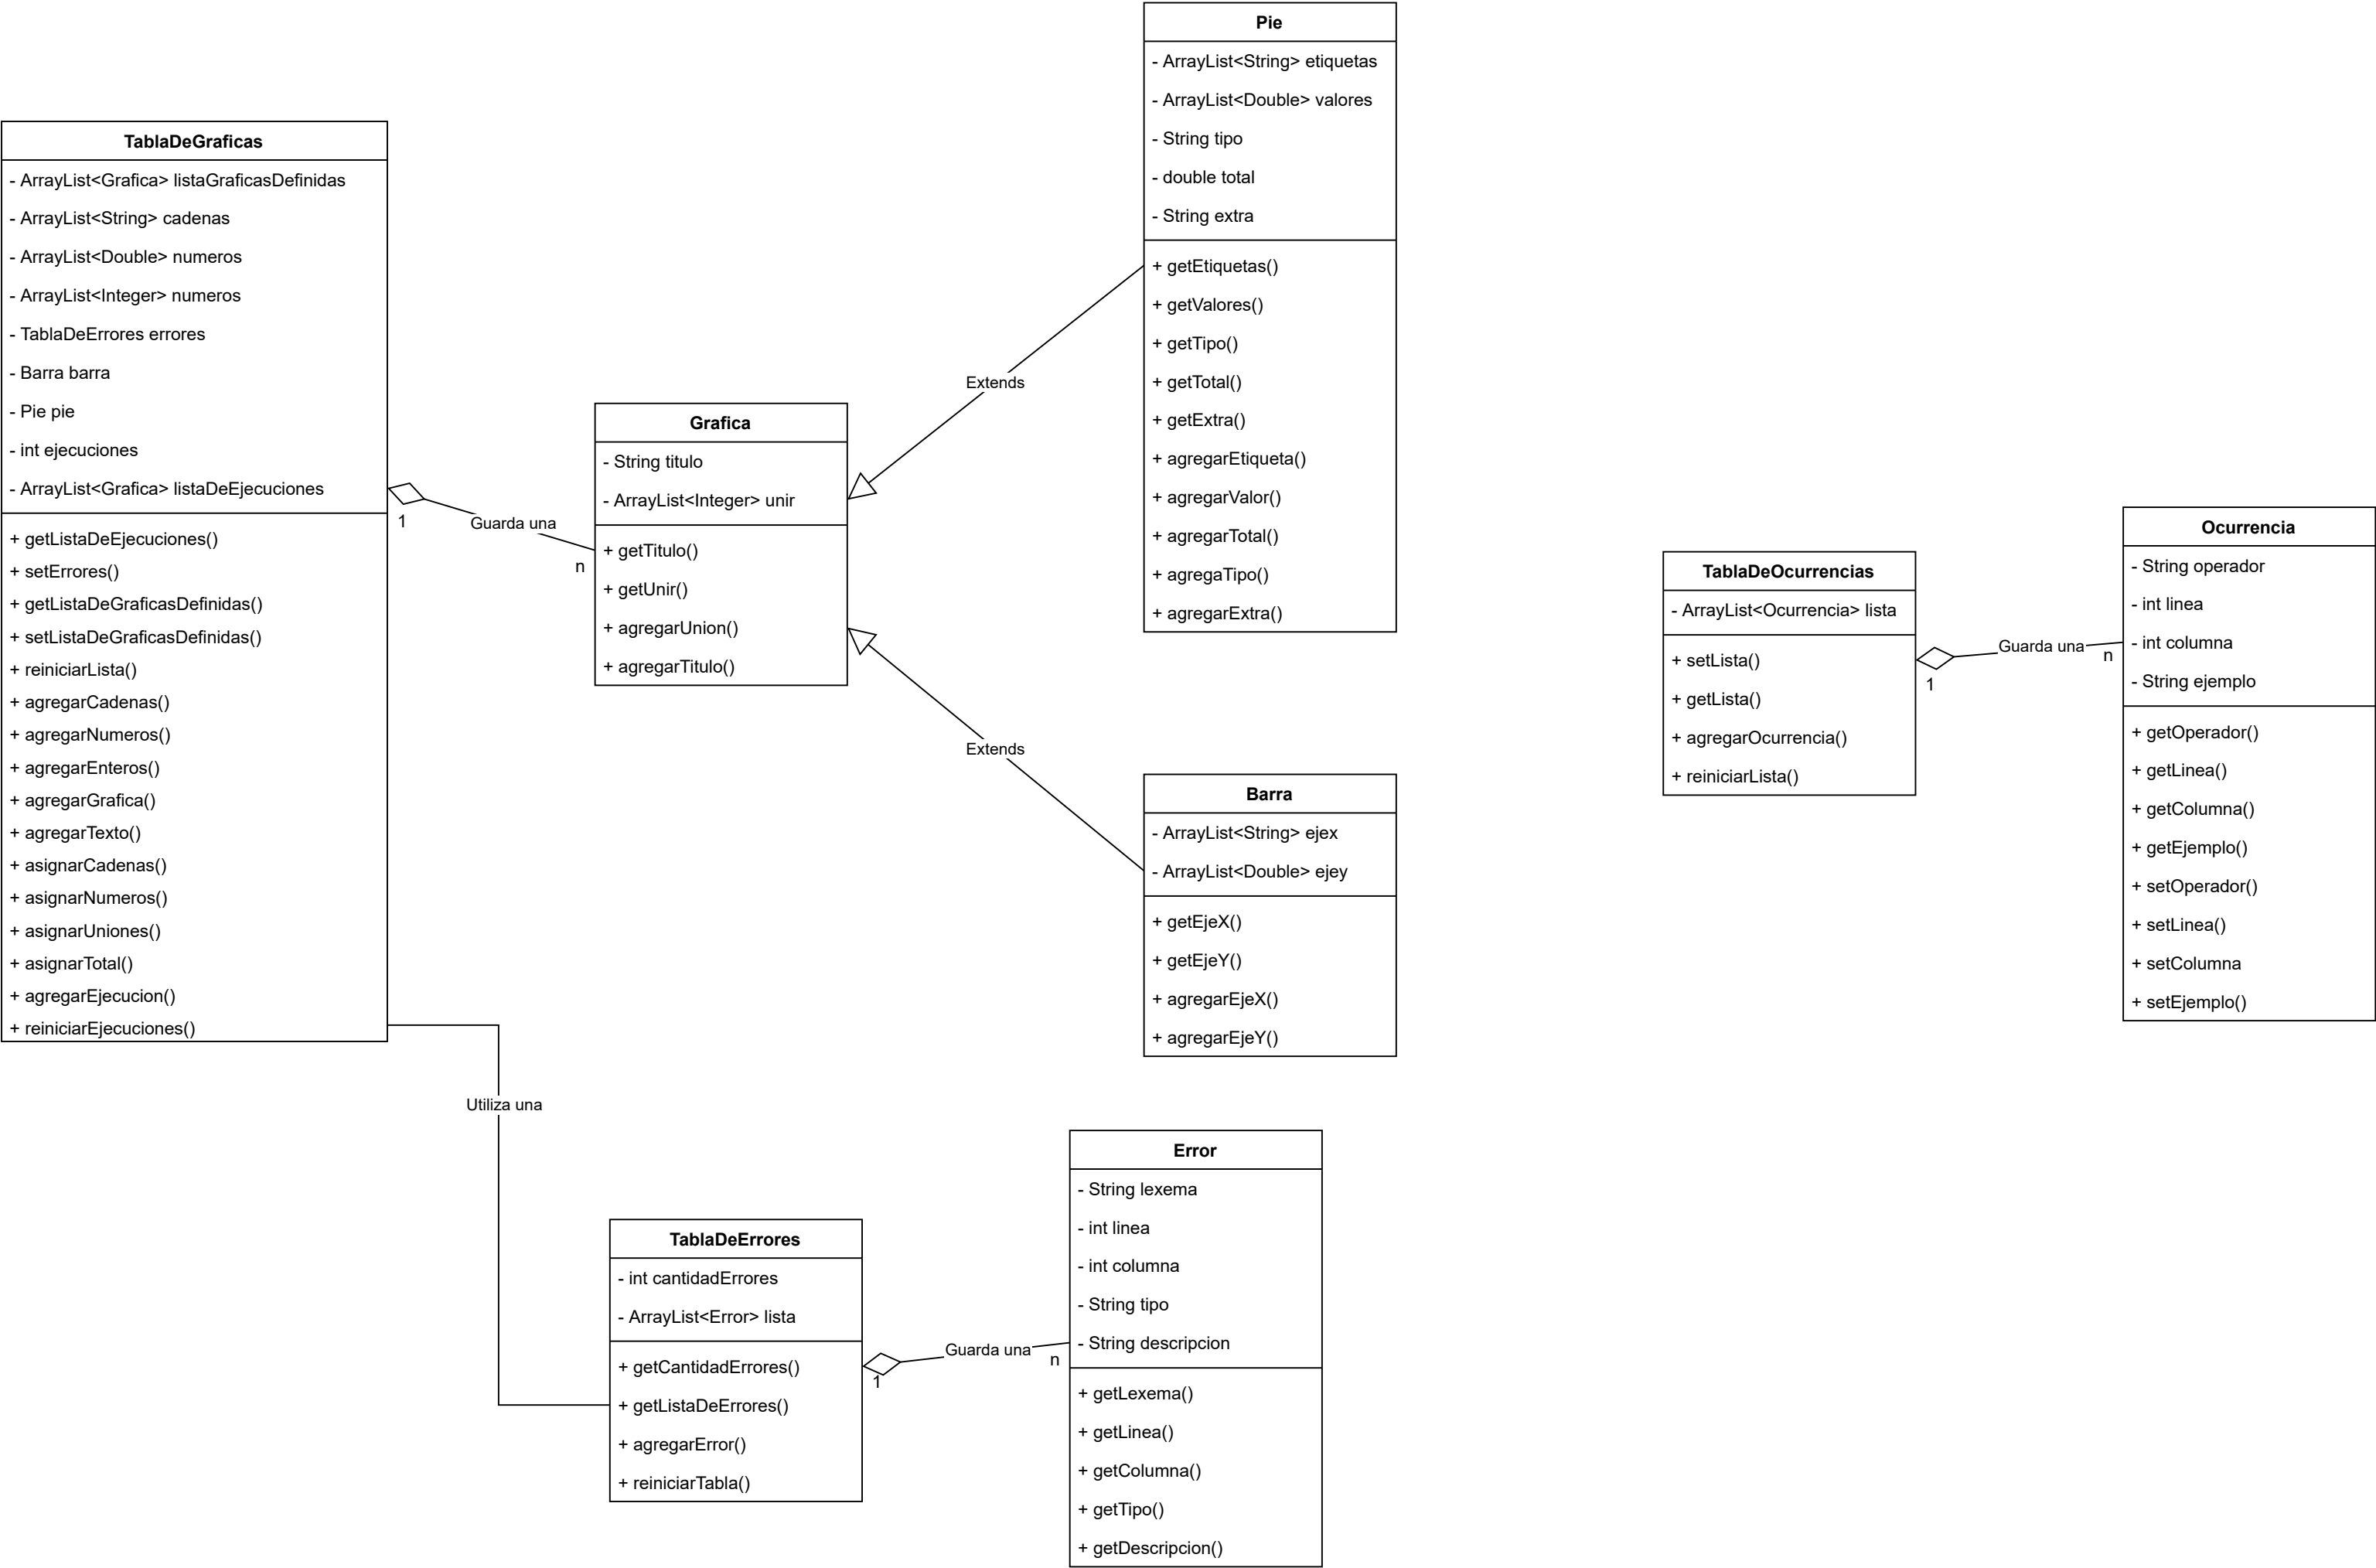 TablaDeGraficas
- ArrayList<Grafica> listaGraficasDefinidas
- ArrayList<String> cadenas
- ArrayList<Double> numeros
- ArrayList<Integer> numeros
- TablaDeErrores errores
- Barra barra
- Pie pie
- int ejecuciones
- ArrayList<Grafica> listaDeEjecuciones
+ getListaDeEjecuciones()
+ setErrores()
+ getListaDeGraficasDefinidas()
+ setListaDeGraficasDefinidas()
+ reiniciarLista()
+ agregarCadenas()
+ agregarNumeros()
+ agregarEnteros()
+ agregarGrafica()
+ agregarTexto()
+ asignarCadenas()
+ asignarNumeros()
+ asignarUniones()
+ asignarTotal()
+ agregarEjecucion()
+ reiniciarEjecuciones()
1
Guarda una
n
Grafica
- String titulo
- ArrayList<Integer> unir
+ getTitulo()
+ getUnir()
+ agregarUnion()
+ agregarTitulo()
Extends
Extends
Pie
- ArrayList<String> etiquetas
- ArrayList<Double> valores
- String tipo
- double total
- String extra
+ getEtiquetas()
+ getValores()
+ getTipo()
+ getTotal()
+ getExtra()
+ agregarEtiqueta()
+ agregarValor()
+ agregarTotal()
+ agregaTipo()
+ agregarExtra()
Barra
- ArrayList<String> ejex
- ArrayList<Double> ejey
+ getEjeX()
+ getEjeY()
+ agregarEjeX()
+ agregarEjeY()
TablaDeOcurrencias
- ArrayList<Ocurrencia> lista
+ setLista()
+ getLista()
+ agregarOcurrencia()
+ reiniciarLista()
1
Guarda una
n
Ocurrencia
- String operador
- int linea
- int columna
- String ejemplo
+ getOperador()
+ getLinea()
+ getColumna()
+ getEjemplo()
+ setOperador()
+ setLinea()
+ setColumna
+ setEjemplo()
Utiliza una
TablaDeErrores
- int cantidadErrores
- ArrayList<Error> lista
+ getCantidadErrores()
+ getListaDeErrores()
+ agregarError()
+ reiniciarTabla()
1
Guarda una
n
Error
- String lexema
- int linea
- int columna
- String tipo
- String descripcion
+ getLexema()
+ getLinea()
+ getColumna()
+ getTipo()
+ getDescripcion()